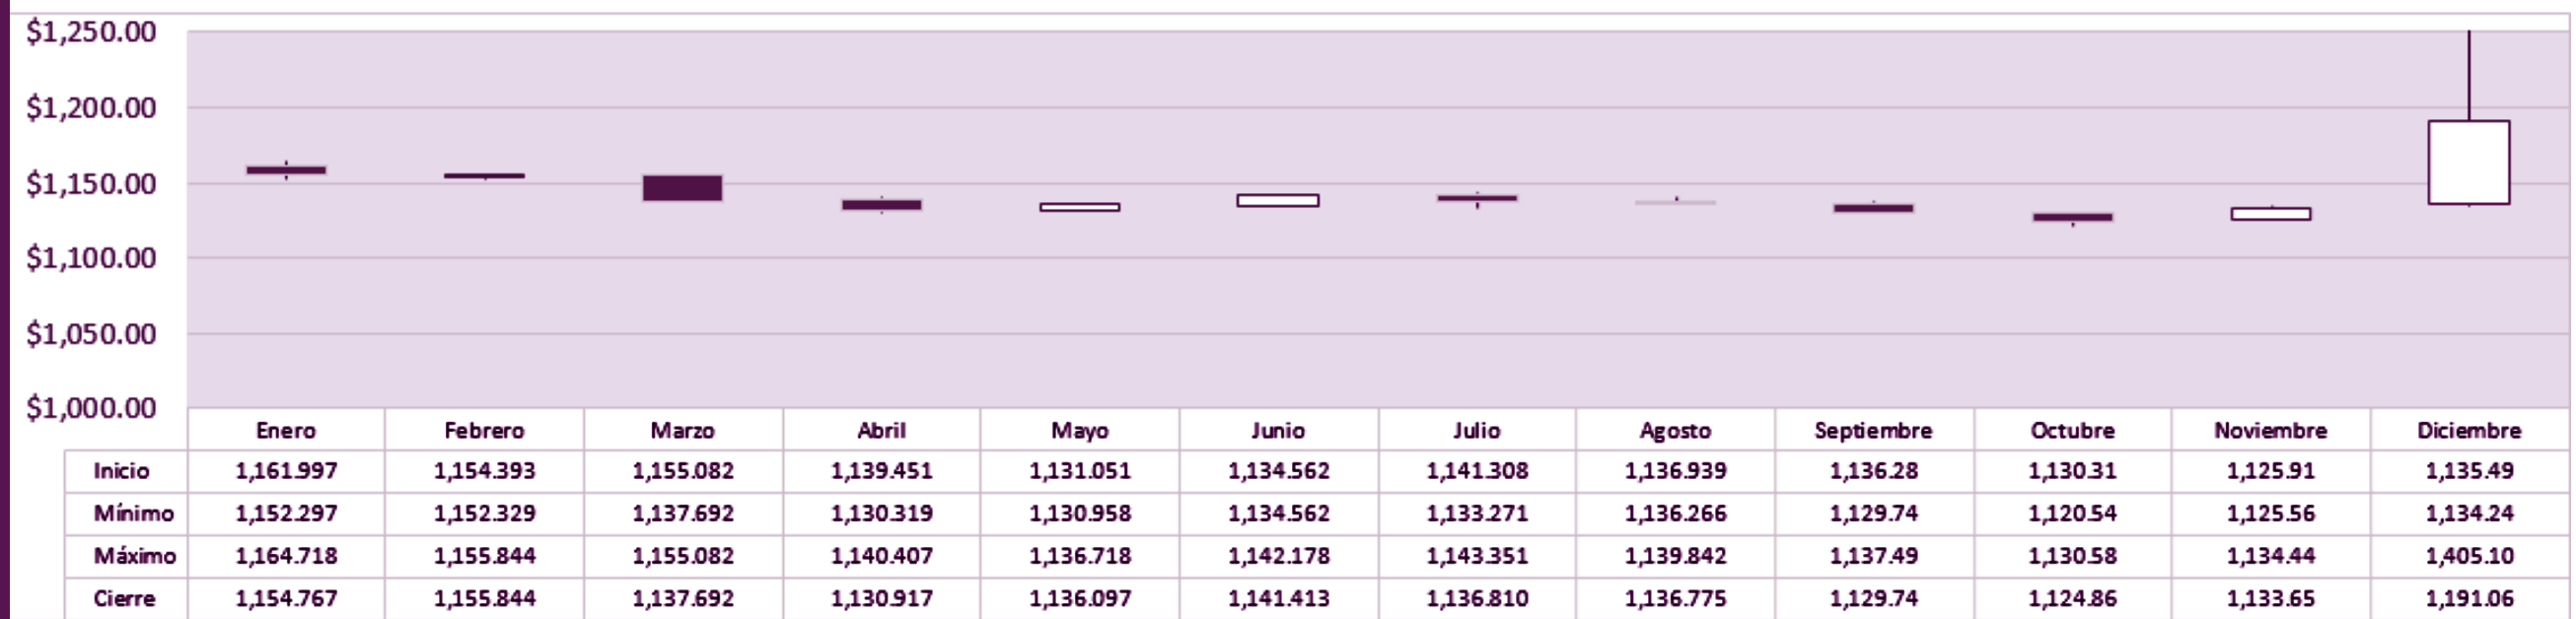 $1,250.00
$1,200.00
$1,150.00
$1,100.00
$1,050.00
$1,000.00
Enero Febrero Marzo Abril Mayo Junio Julio Agosto Septiembre Octubre Noviembre Diciembre
Inicio 1,161.997 1,154.393 1,155.082 1,139.451 1,131.051 1,134.562 1,141.308 1,136.939 1,136.28 1,130.31 1,125.91 1,135.49
Mínimo 1,152.297 1,152.329 1,137.692 1,130.319 1,130.958 1,134.562 1,133.271 1,136.266 1,129.74 1,120.54 1,125.56 1,134.24
Máximo 1,164.718 1,155.844 1,155.082 1,140.407 1,136.718 1,142.178 1,143.351 1,139.842 1,137.49 1,130.58 1,134.44 1,405.10
Cierre 1,154.767 1,155.844 1,137.692 1,130.917 1,136.097 1,141.413 1,136.810 1,136.775 1,129.74 1,124.86 1,133.65 1,191.06